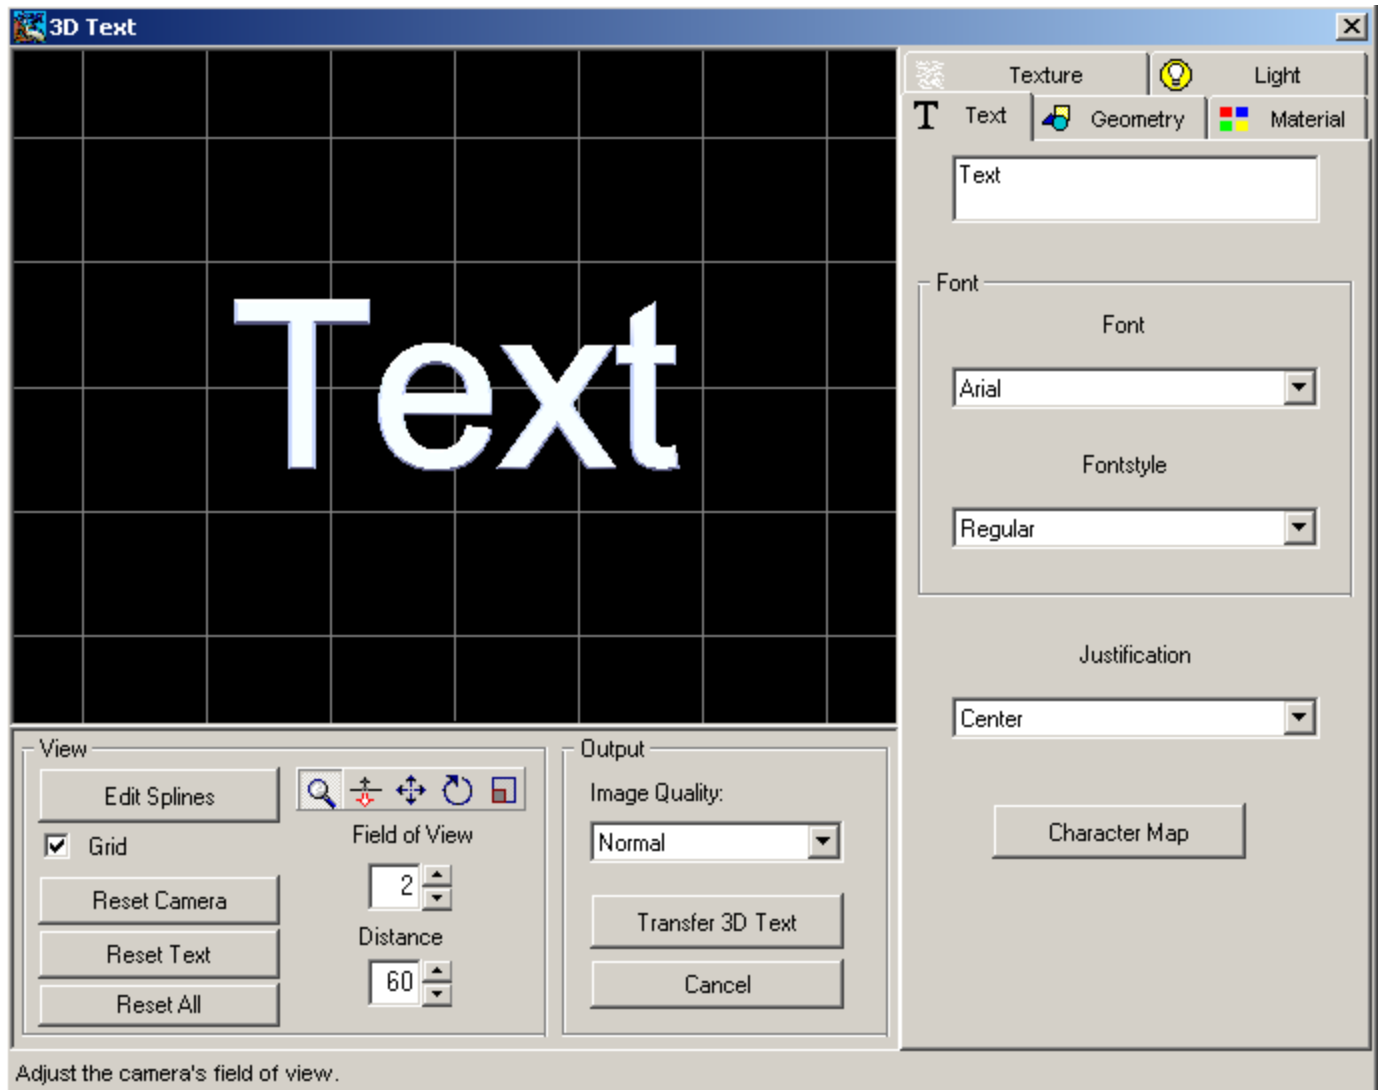 3D Text
Texture
Light
T Text
Geometry
Material
Text
Font
Font
Arial
Fontstyle
Regular
Justification
Center
Character Map
Text
View
Edit Splines
Grid
Reset Camera
Reset Text
Reset All
Field of View
2
Distance
60
Output
Image Quality:
Normal
Transfer 3D Text
Cancel
Adjust the camera's field of view.